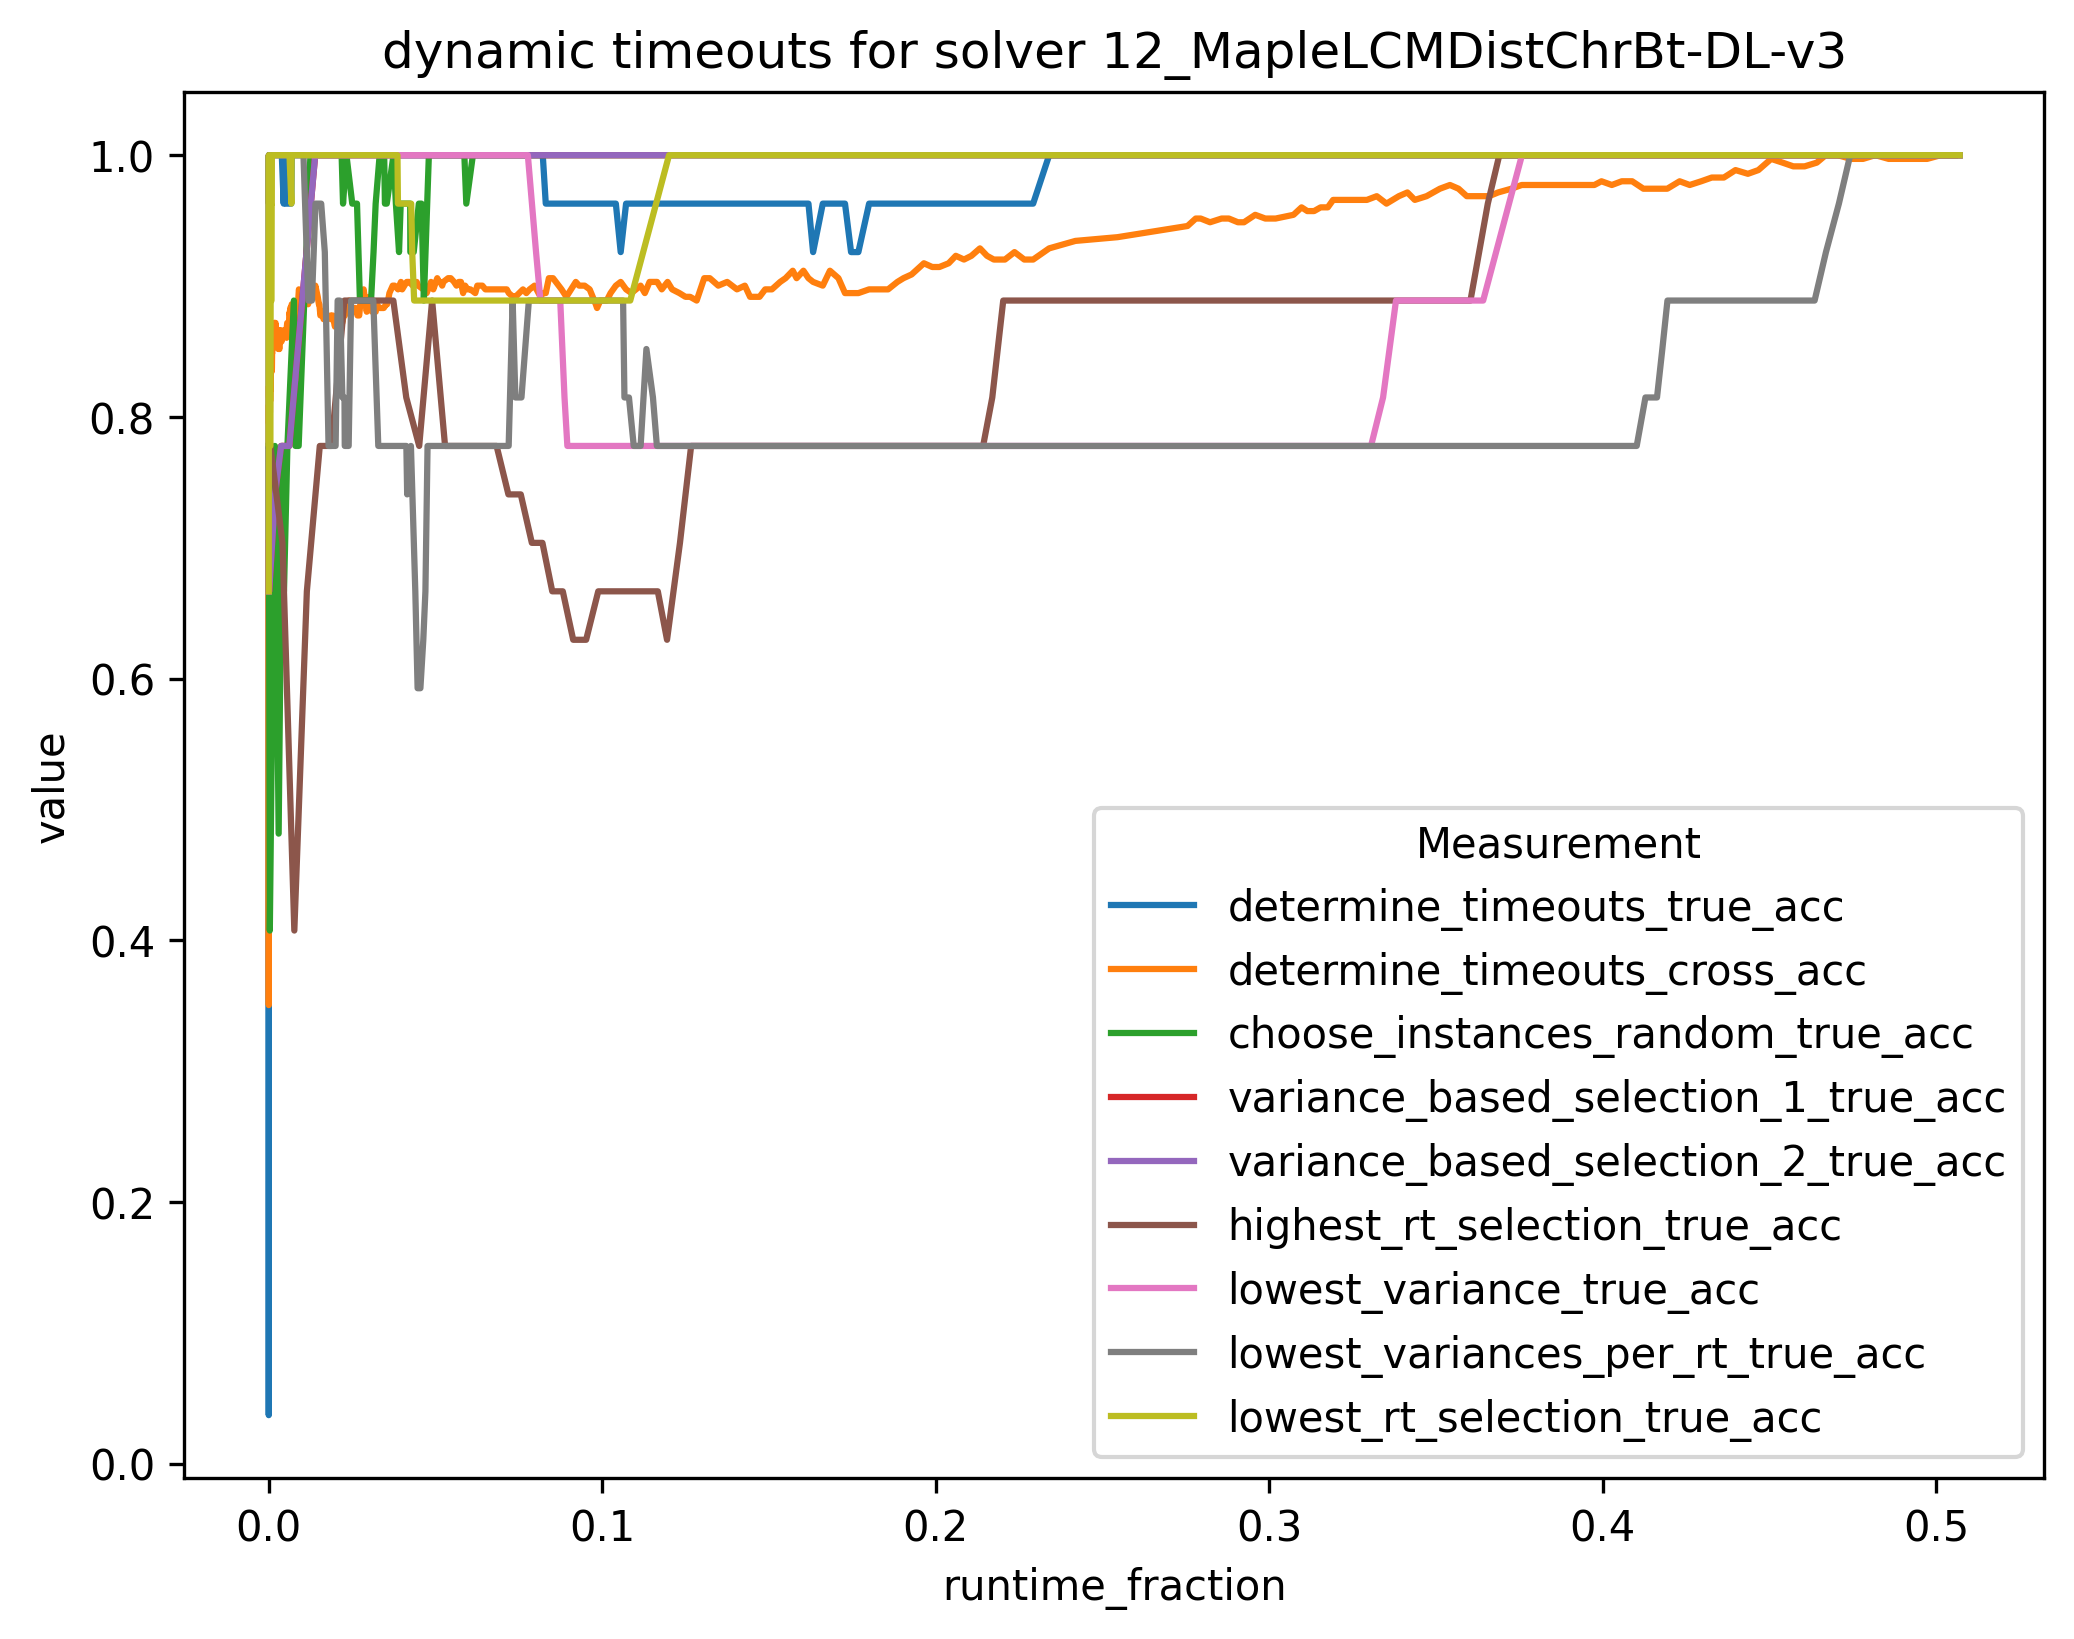 dynamic timeouts for solver 12_MapleLCMDistChrBt-DL-v3
1.0
0.8
0.6
0.4
0.2
0.0
value
0.0 0.1 0.2 0.3 0.4 0.5
runtime_fraction
Measurement
determine_timeouts_true_acc
determine_timeouts_cross_acc
choose_instances_random_true_acc
variance_based_selection_1_true_acc
variance_based_selection_2_true_acc
highest_rt_selection_true_acc
lowest_variance_true_acc
lowest_variances_per_rt_true_acc
lowest_rt_selection_true_acc